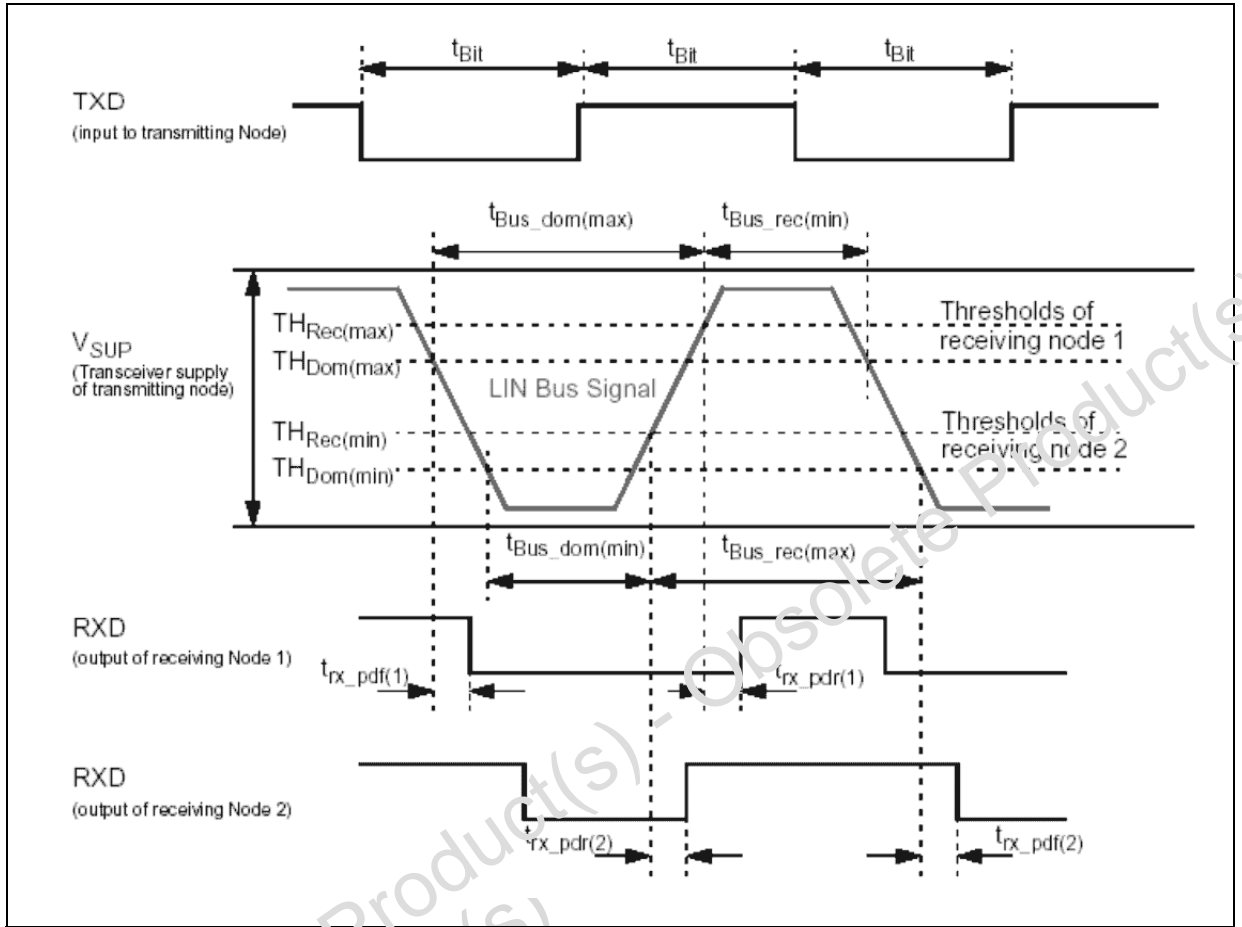 tBit tBit tBit
TXD
(input to transmitting Node)
tBus_dom(max) tBus_rec(min)
VSUP
(Transceiver supply
of transmitting node)
THRec(max)
THDom(max)
THRec(min)
THDom(min)
LIN Bus Signal
Thresholds of
receiving node 1
Thresholds of
receiving node 2
tBus_dom(min) tBus_rec(max)
RXD
(output of receiving Node 1)
trx_pdf(1) trx_pdr(1)
RXD
(output of receiving Node 2)
trx_pdr(2) trx_pdf(2)
Product(s) - Obsolete Product(s)